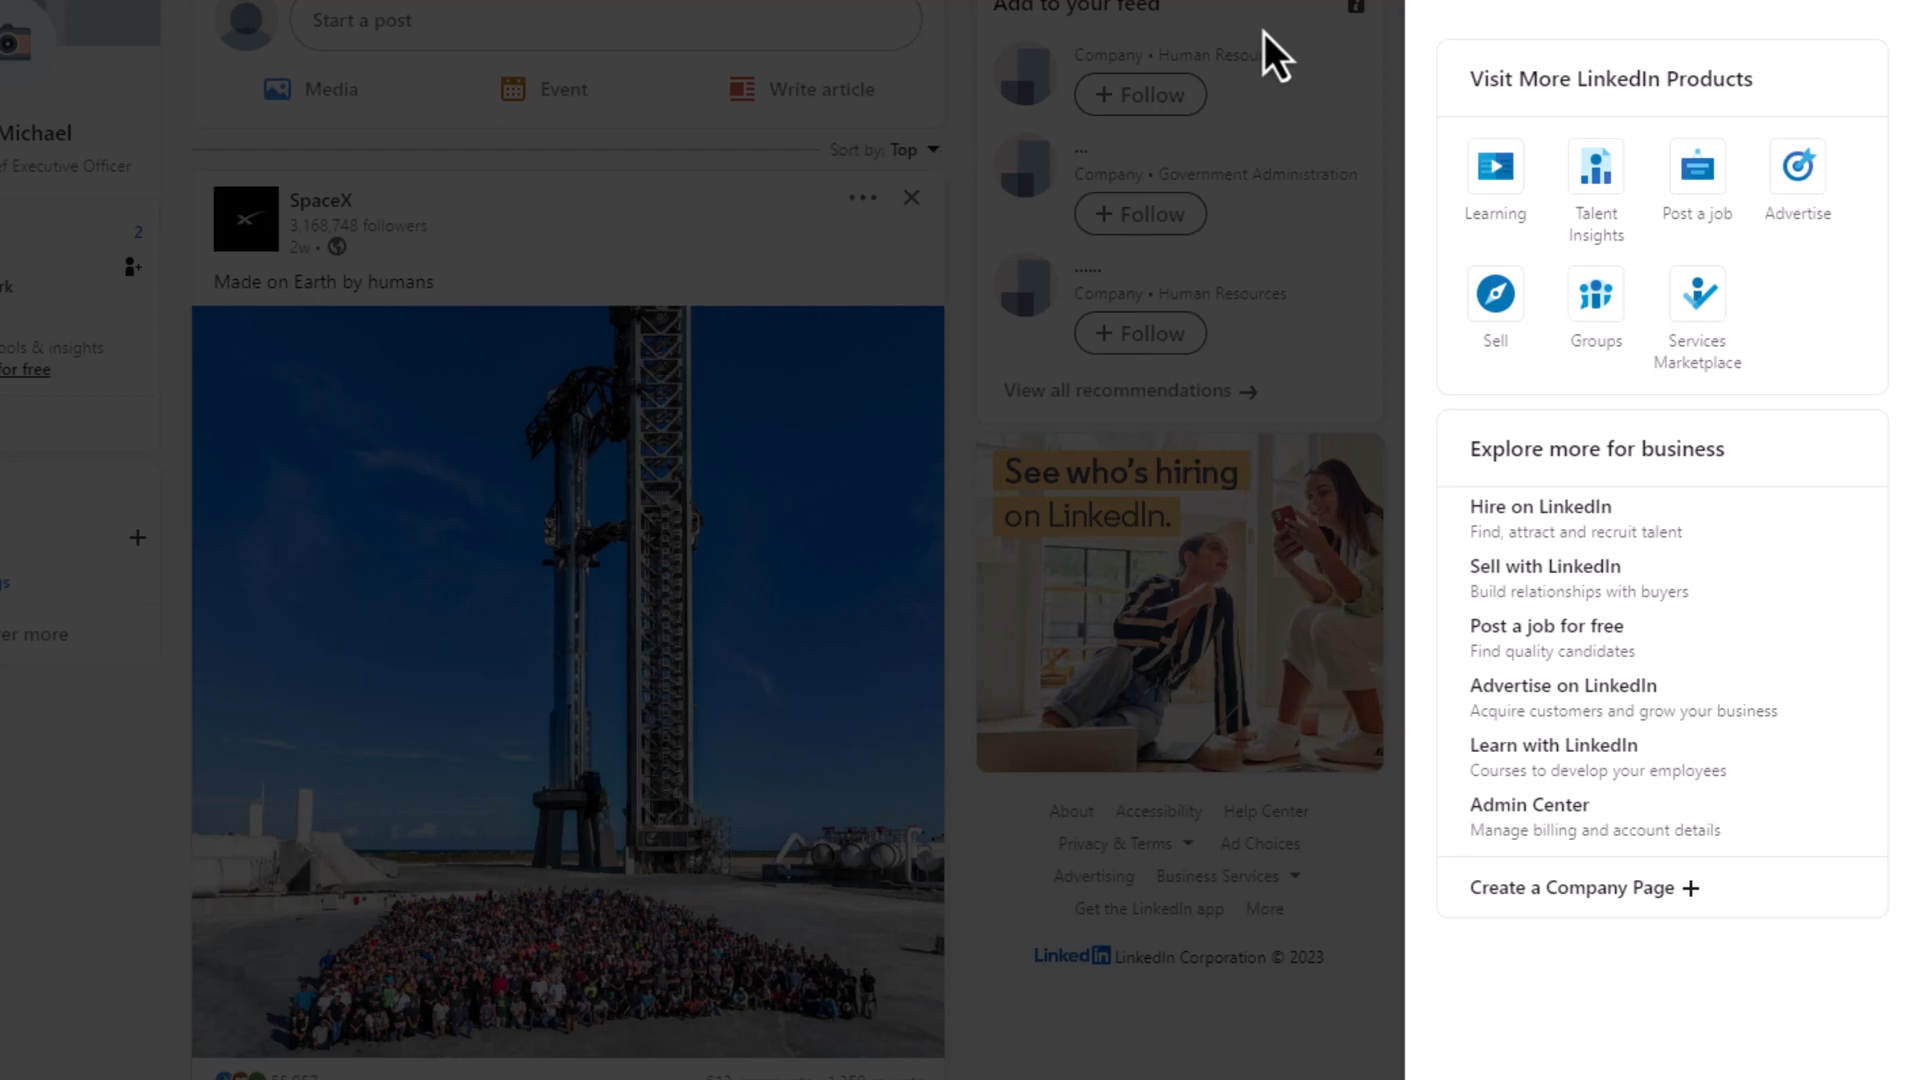 Michael
Executive Officer
2
ools & insights
for free
er more
Start a post
Media
Event
Write article
Sort by: Top
SpaceX
3,168,748 followers
2w •
Made on Earth by humans
Add to your feed
Company • Human
+ Follow
...
Company • Government Administration
+ Follow
......
Company • Human Resources
+ Follow
View all recommendations →
See who's hiring
on LinkedIn.
About Accessibility Help Center
Privacy & Terms Ad Choices
Advertising Business Services
Get the LinkedIn app More
LinkedIn LinkedIn Corporation © 2023
Visit More LinkedIn Products
Learning
Talent
Insights
Post a job
Advertise
Sell
Groups
Services
Marketplace
Explore more for business
Hire on LinkedIn
Find, attract and recruit talent
Sell with LinkedIn
Build relationships with buyers
Post a job for free
Find quality candidates
Advertise on LinkedIn
Acquire customers and grow your business
Learn with LinkedIn
Courses to develop your employees
Admin Center
Manage billing and account details
Create a Company Page +